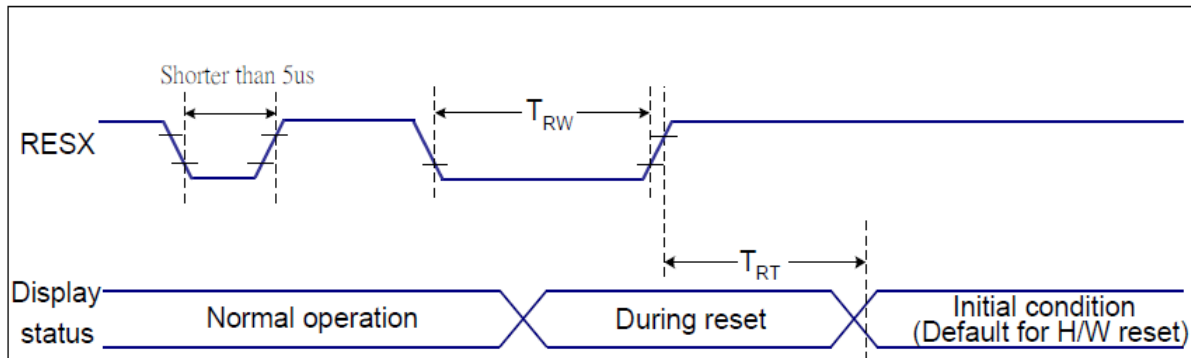 Shorter than 5us
RESX
TRW
TRT
Display
status
Normal operation
During reset
Initial condition
(Default for H/W reset)